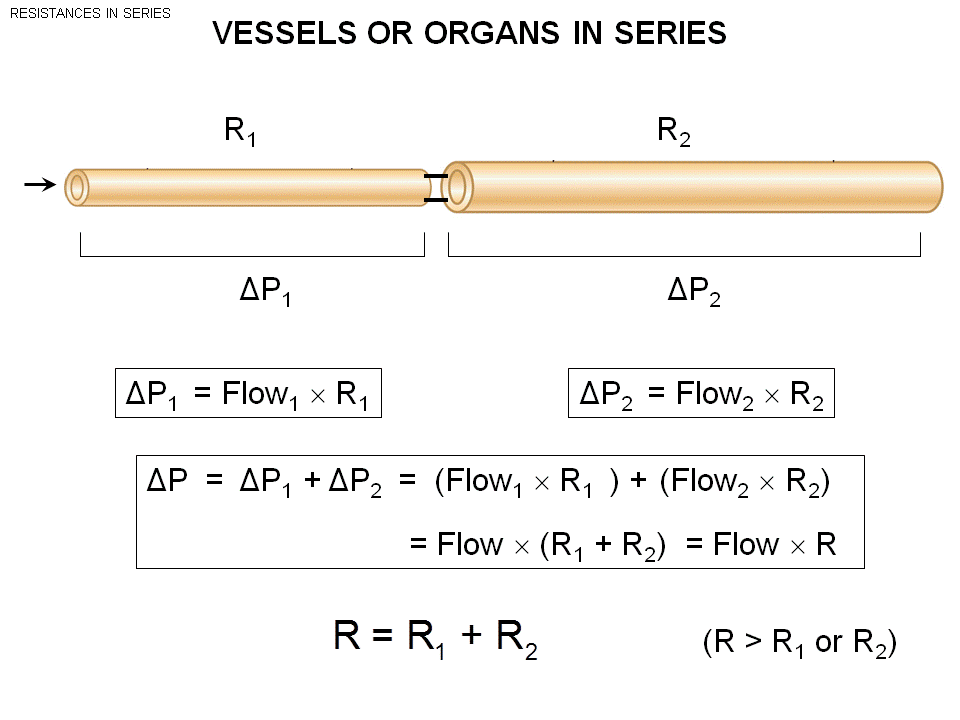 RESISTANCES IN SERIES
VESSELS OR ORGANS IN SERIES
R₁ R₂
ΔP₁ ΔP₂
ΔP₁ = Flow₁ × R₁ ΔP₂ = Flow₂ × R₂
ΔP = ΔP₁ + ΔP₂ = (Flow₁ × R₁ ) + (Flow₂ × R₂)
= Flow × (R₁ + R₂) = Flow × R
R = R₁ + R₂ (R > R₁ or R₂)